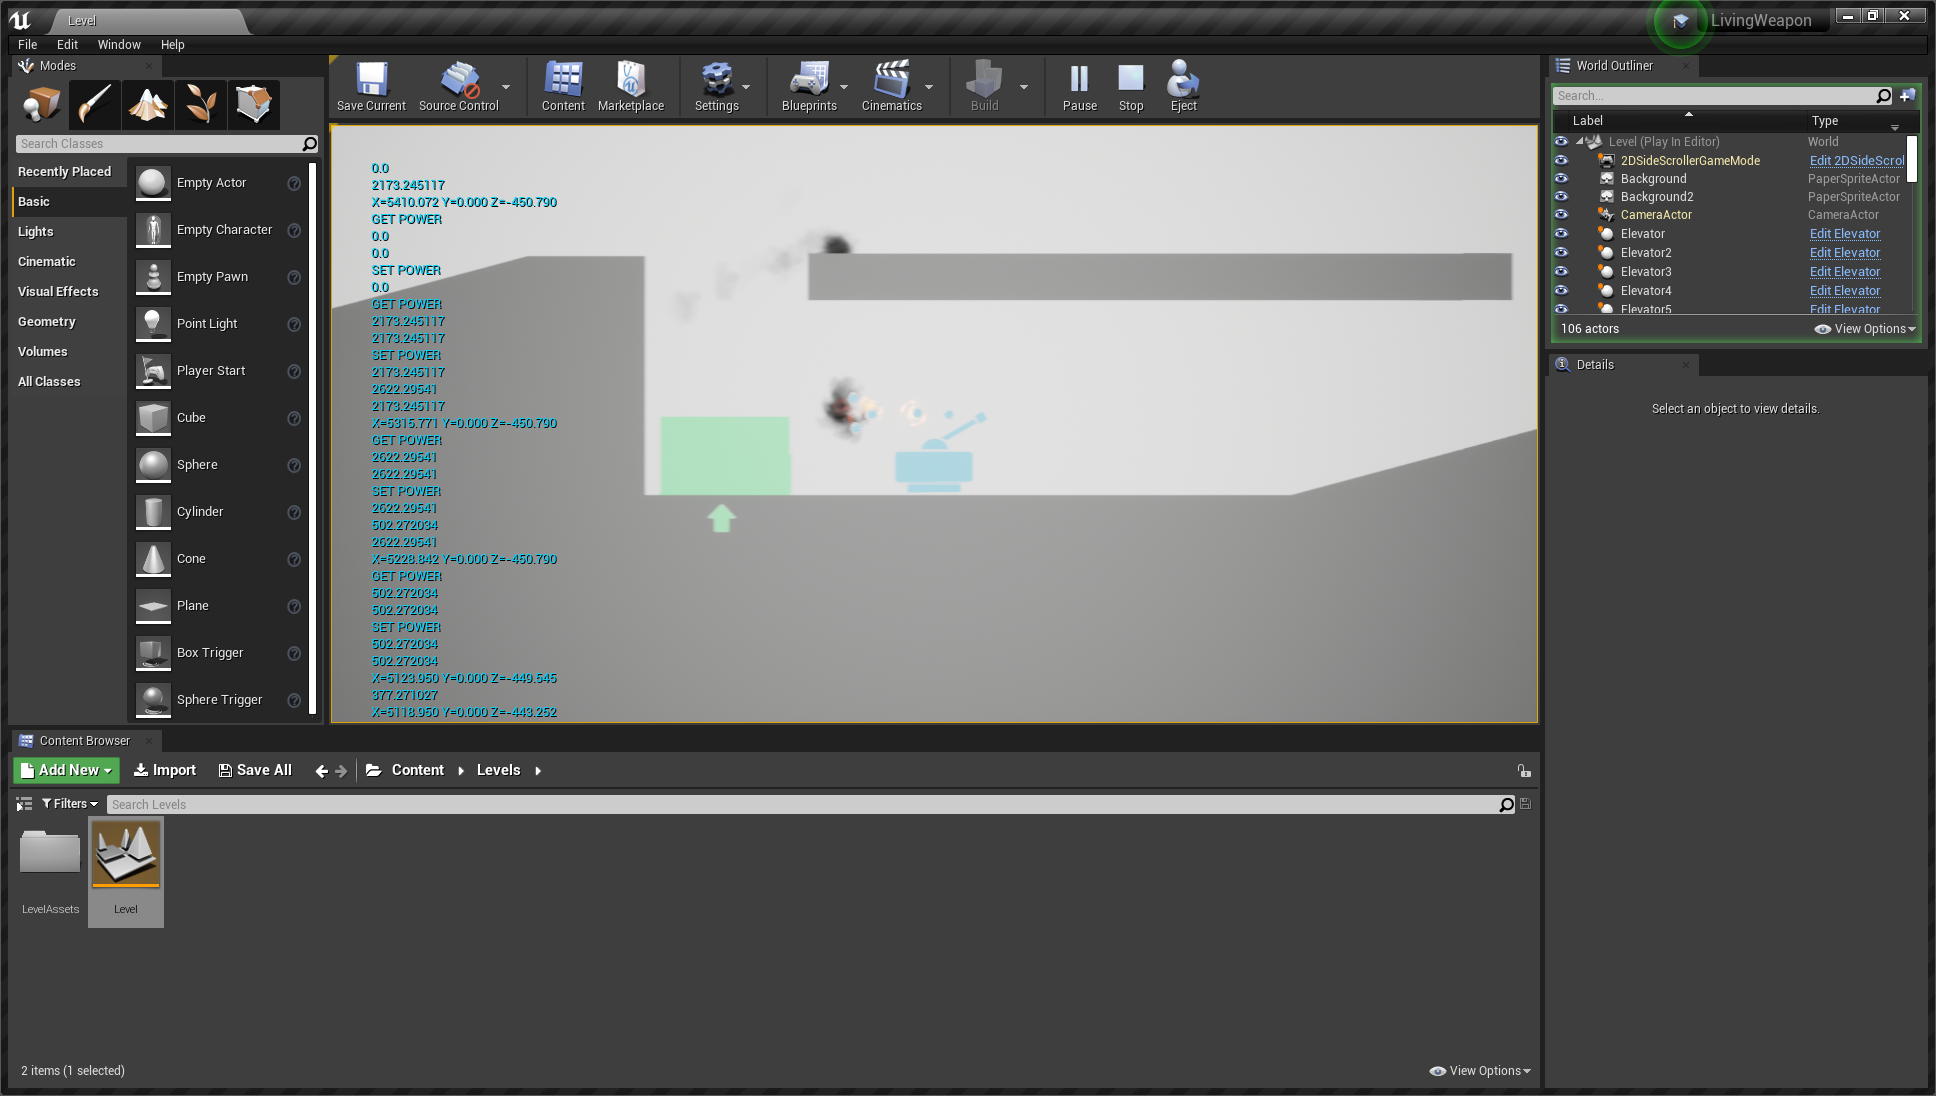 Level
LivingWeapon
File Edit Window Help
Modes
Search Classes
Recently Placed
Basic
Lights
Cinematic
Visual Effects
Geometry
Volumes
All Classes
Empty Actor
Empty Character
Empty Pawn
Point Light
Player Start
Cube
Sphere
Cylinder
Cone
Plane
Box Trigger
Sphere Trigger
Save Current Source Control Content Marketplace Settings Blueprints Cinematics Build Pause Stop Eject
0.0
2173.245117
X=5410.072 Y=0.000 Z=-450.790
GET POWER
0.0
0.0
SET POWER
0.0
GET POWER
2173.245117
2173.245117
SET POWER
2173.245117
2622.29541
2173.245117
X=5315.771 Y=0.000 Z=-450.790
GET POWER
2622.29541
2622.29541
SET POWER
2622.29541
502.272034
2622.29541
X=5228.842 Y=0.000 Z=-450.790
GET POWER
502.272034
502.272034
SET POWER
502.272034
502.272034
X=5123.950 Y=0.000 Z=-449.545
377.271027
X=5118.950 Y=0.000 Z=-443.252
World Outliner
Search...
Label Type
Level (Play In Editor) World
2DSideScrollerGameMode Edit 2DSideScrol
Background PaperSpriteActor
Background2 PaperSpriteActor
CameraActor CameraActor
Elevator Edit Elevator
Elevator2 Edit Elevator
Elevator3 Edit Elevator
Elevator4 Edit Elevator
Elevator5 Edit Elevator
106 actors View Options
Details
Select an object to view details.
Content Browser
Add New Import Save All Content Levels
Filters Search Levels
LevelAssets
Level
2 items (1 selected) View Options